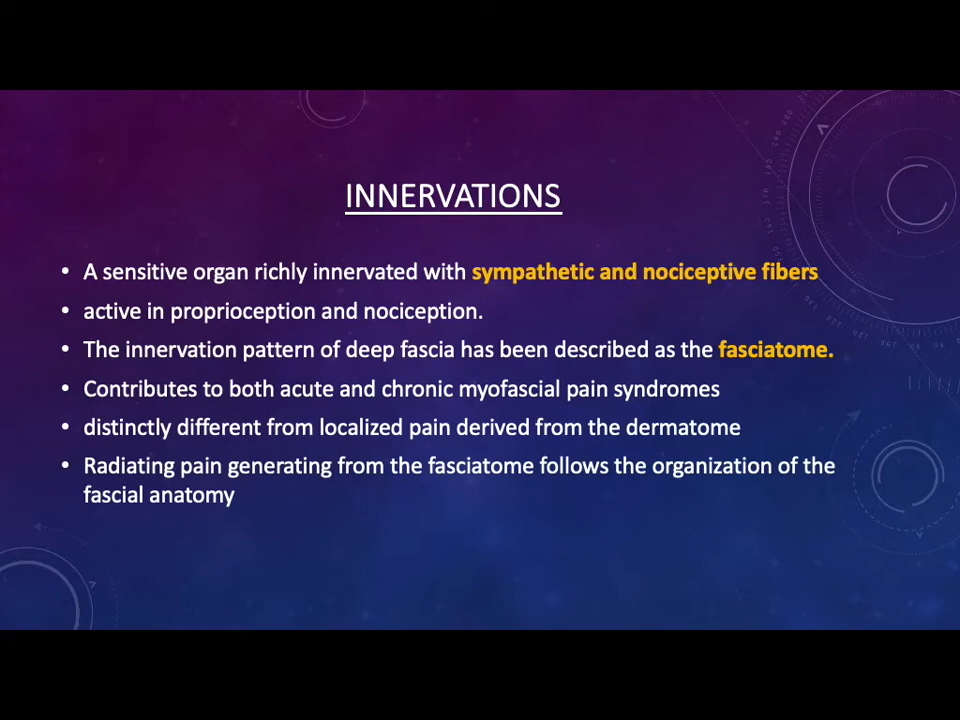 INNERVATIONS
• A sensitive organ richly innervated with sympathetic and nociceptive fibers
• active in proprioception and nociception.
• The innervation pattern of deep fascia has been described as the fasciatome.
• Contributes to both acute and chronic myofascial pain syndromes
• distinctly different from localized pain derived from the dermatome
• Radiating pain generating from the fasciatome follows the organization of the
fascial anatomy